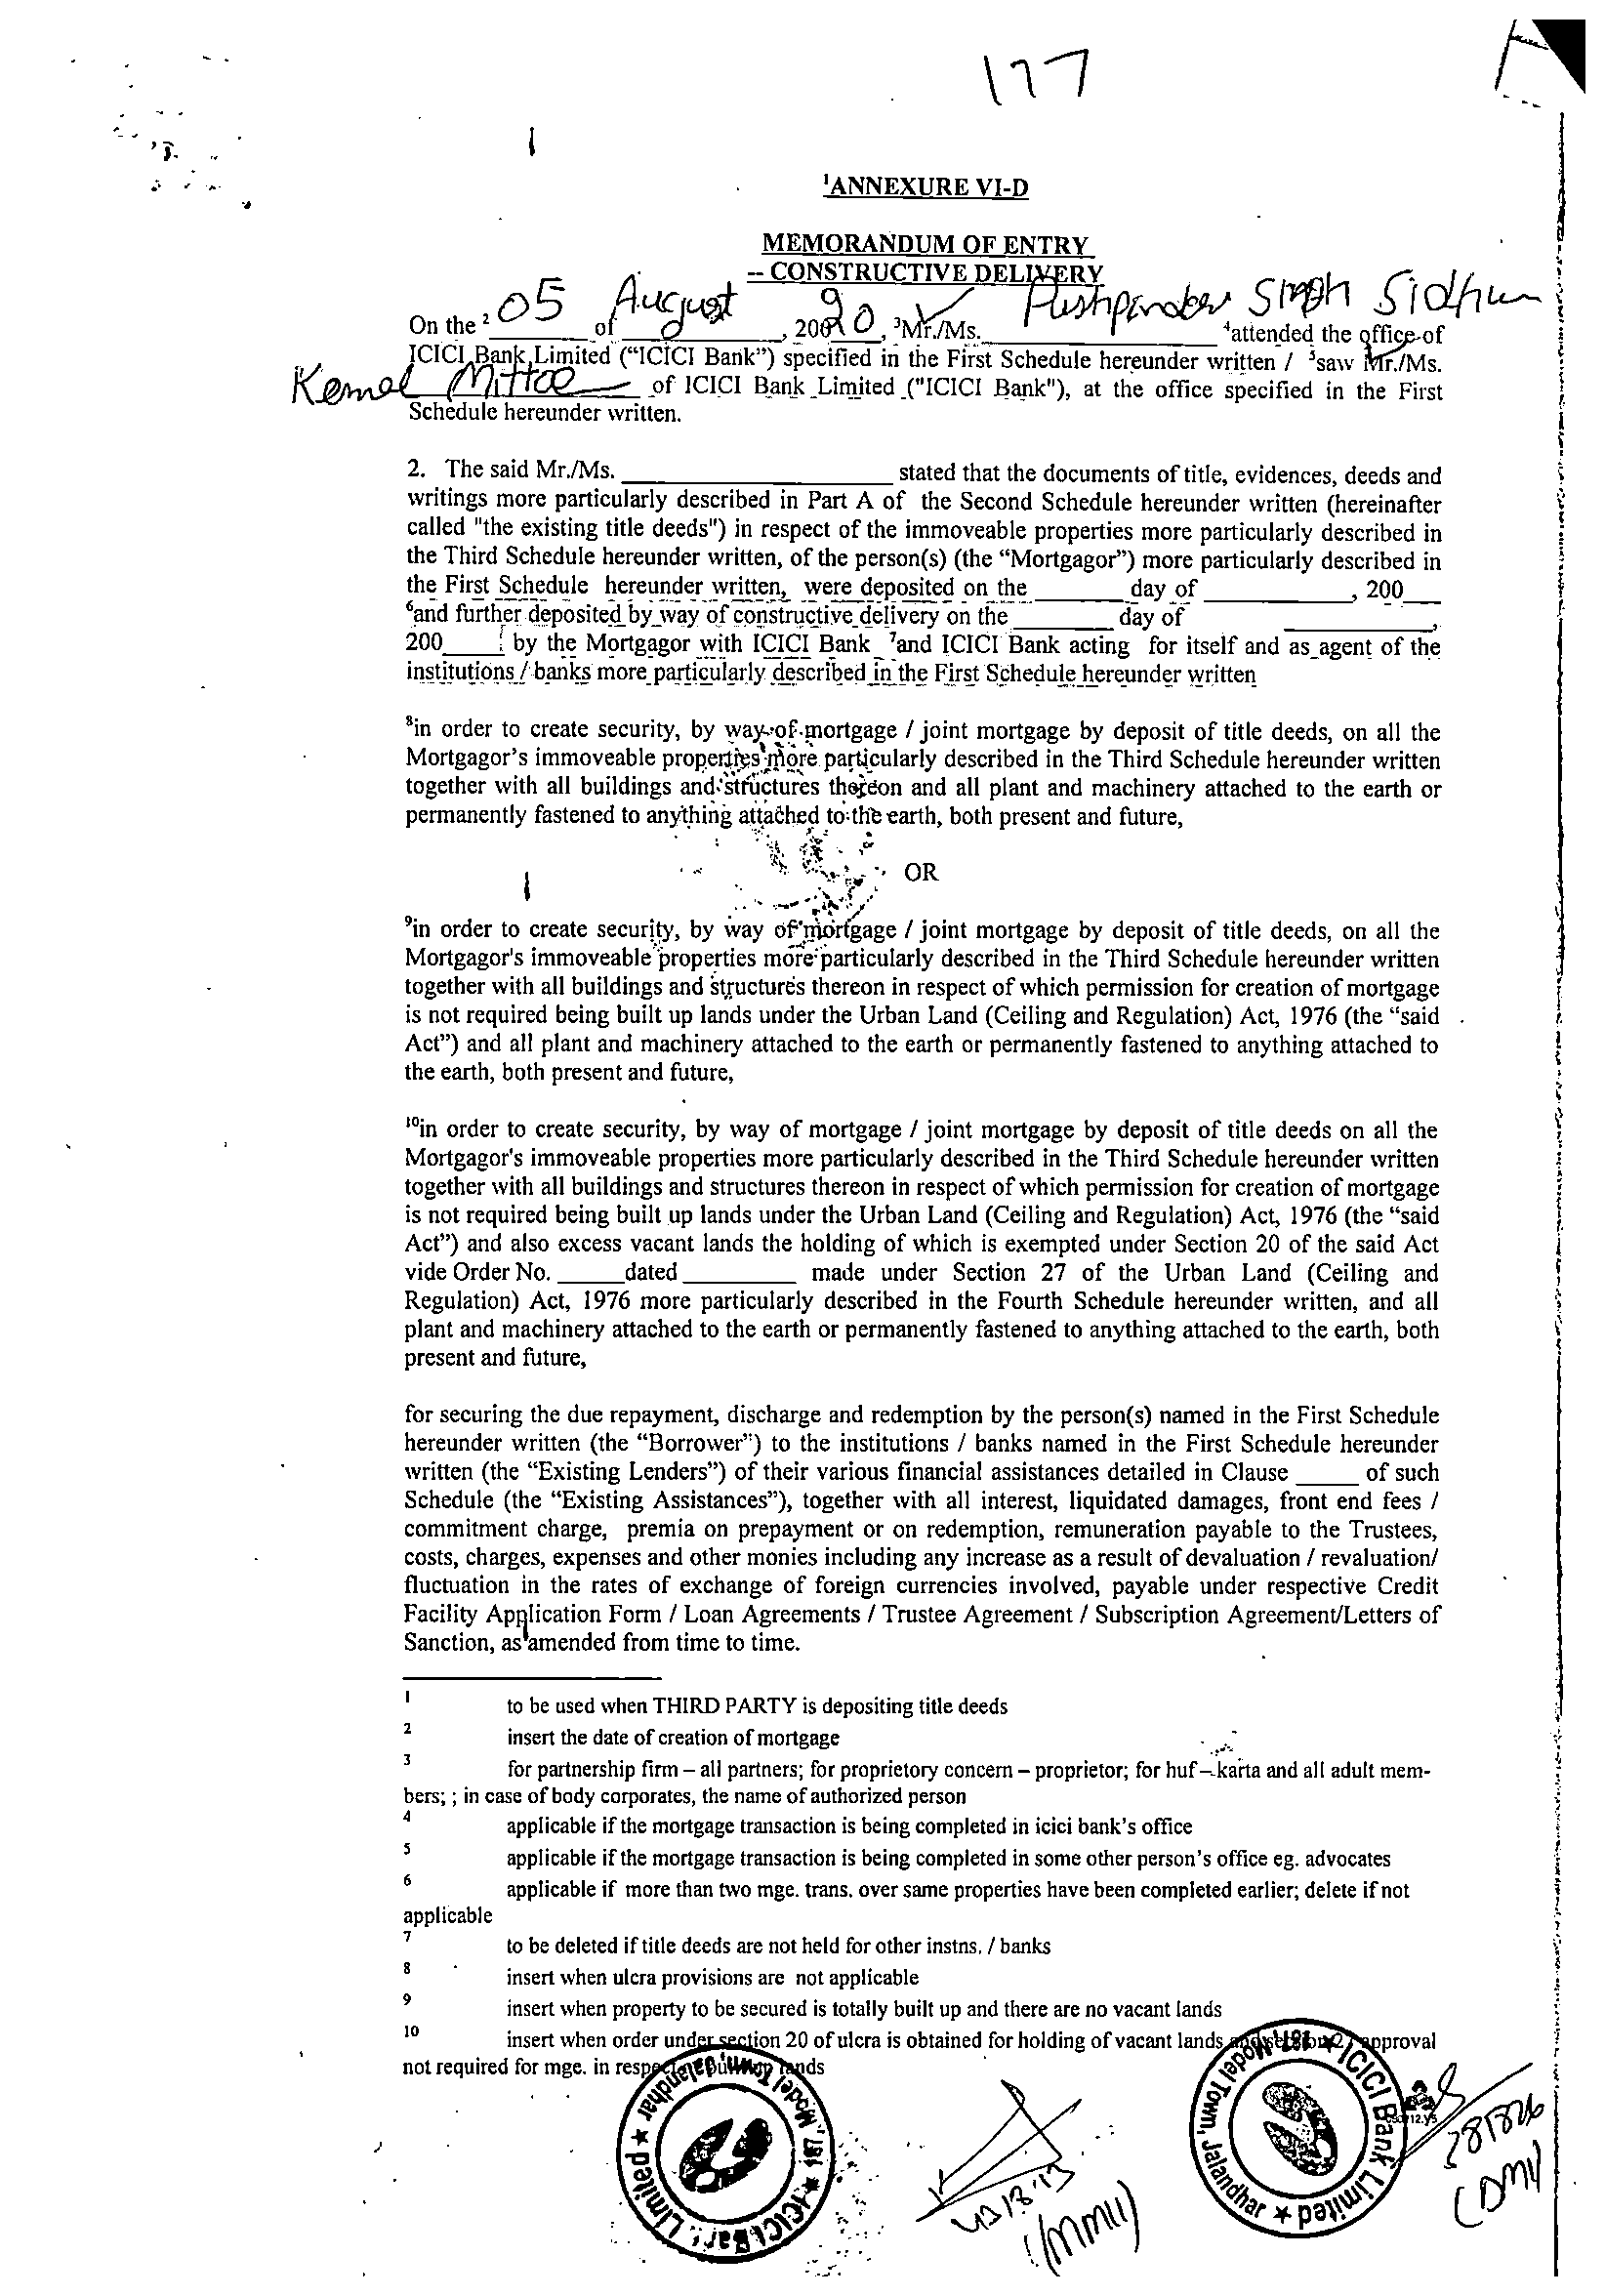 177
¹ANNEXURE VI-D
MEMORANDUM OF ENTRY
-- CONSTRUCTIVE DELIVERY
On the ² 05 of August, 20020, ³Mr./Ms. Singh Sidhu ⁴attended the office of
ICICI Bank Limited (“ICICI Bank”) specified in the First Schedule hereunder written / ⁵saw Mr./Ms.
of ICICI Bank Limited ("ICICI Bank"), at the office specified in the First
Schedule hereunder written.
2. The said Mr./Ms. ____________ stated that the documents of title, evidences, deeds and
writings more particularly described in Part A of the Second Schedule hereunder written (hereinafter
called "the existing title deeds") in respect of the immoveable properties more particularly described in
the Third Schedule hereunder written, of the person(s) (the “Mortgagor”) more particularly described in
the First Schedule hereunder written, were deposited on the ______ day of ______, 200___
⁶and further deposited by way of constructive delivery on the ______ day of ______,
200____ by the Mortgagor with ICICI Bank ⁷and ICICI Bank acting for itself and as agent of the
institutions / banks more particularly described in the First Schedule hereunder written
⁸in order to create security, by way of mortgage / joint mortgage by deposit of title deeds, on all the
Mortgagor’s immoveable properties more particularly described in the Third Schedule hereunder written
together with all buildings and structures thereon and all plant and machinery attached to the earth or
permanently fastened to anything attached to the earth, both present and future,
OR
⁹in order to create security, by way of mortgage / joint mortgage by deposit of title deeds, on all the
Mortgagor's immoveable properties more particularly described in the Third Schedule hereunder written
together with all buildings and structures thereon in respect of which permission for creation of mortgage
is not required being built up lands under the Urban Land (Ceiling and Regulation) Act, 1976 (the “said
Act”) and all plant and machinery attached to the earth or permanently fastened to anything attached to
the earth, both present and future,
¹⁰in order to create security, by way of mortgage / joint mortgage by deposit of title deeds on all the
Mortgagor's immoveable properties more particularly described in the Third Schedule hereunder written
together with all buildings and structures thereon in respect of which permission for creation of mortgage
is not required being built up lands under the Urban Land (Ceiling and Regulation) Act, 1976 (the “said
Act”) and also excess vacant lands the holding of which is exempted under Section 20 of the said Act
vide Order No. _____dated _________ made under Section 27 of the Urban Land (Ceiling and
Regulation) Act, 1976 more particularly described in the Fourth Schedule hereunder written, and all
plant and machinery attached to the earth or permanently fastened to anything attached to the earth, both
present and future,
for securing the due repayment, discharge and redemption by the person(s) named in the First Schedule
hereunder written (the “Borrower”) to the institutions / banks named in the First Schedule hereunder
written (the “Existing Lenders”) of their various financial assistances detailed in Clause _____ of such
Schedule (the “Existing Assistances”), together with all interest, liquidated damages, front end fees /
commitment charge, premia on prepayment or on redemption, remuneration payable to the Trustees,
costs, charges, expenses and other monies including any increase as a result of devaluation / revaluation/
fluctuation in the rates of exchange of foreign currencies involved, payable under respective Credit
Facility Application Form / Loan Agreements / Trustee Agreement / Subscription Agreement/Letters of
Sanction, as amended from time to time.
1 to be used when THIRD PARTY is depositing title deeds
2 insert the date of creation of mortgage
3 for partnership firm – all partners; for proprietory concern – proprietor; for huf – karta and all adult mem-
bers; ; in case of body corporates, the name of authorized person
4 applicable if the mortgage transaction is being completed in icici bank’s office
5 applicable if the mortgage transaction is being completed in some other person’s office eg. advocates
6 applicable if more than two mge. trans. over same properties have been completed earlier; delete if not
applicable
7 to be deleted if title deeds are not held for other instns. / banks
8 insert when ulcra provisions are not applicable
9 insert when property to be secured is totally built up and there are no vacant lands
10 insert when order under section 20 of ulcra is obtained for holding of vacant lands and section 27 approval
not required for mge. in respect of built up lands
ICICI Bank Limited ★ 187, Model Town, Jalandhar ★
ICICI Bank Limited ★ 187, Model Town, Jalandhar ★